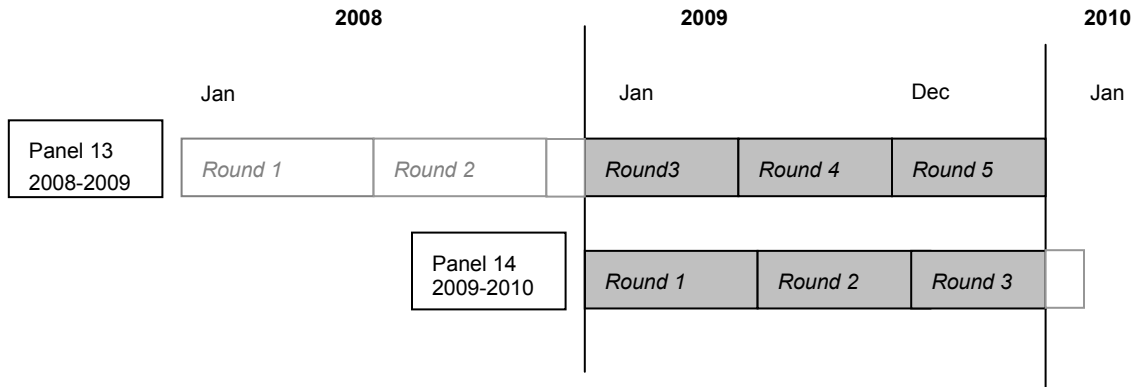 2008 2009 2010
Jan Jan Dec Jan
Panel 13
2008-2009
Round 1 Round 2 Round3 Round 4 Round 5
Panel 14
2009-2010
Round 1 Round 2 Round 3